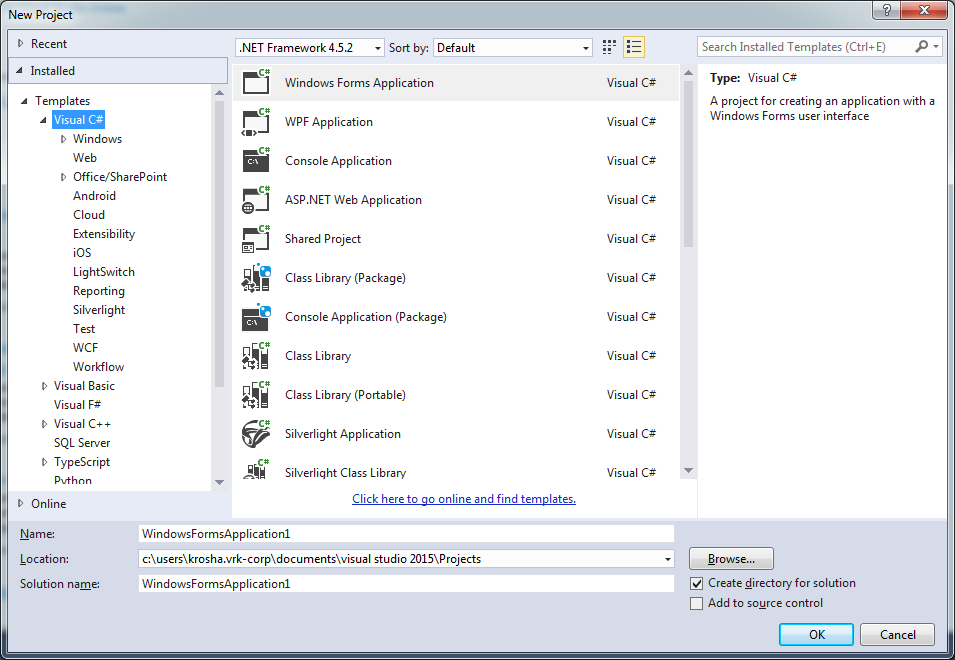 New Project
?
Recent
Installed
.NET Framework 4.5.2
Sort by:
Default
Search Installed Templates (Ctrl+E)
Templates
Visual C#
Windows
Web
Office/SharePoint
Android
Cloud
Extensibility
iOS
LightSwitch
Reporting
Silverlight
Test
WCF
Workflow
Visual Basic
Visual F#
Visual C++
SQL Server
TypeScript
Python
Online
C# Windows Forms Application Visual C#
C# WPF Application Visual C#
C# C:\ Console Application Visual C#
C# ASP.NET Web Application Visual C#
C# Shared Project Visual C#
Class Library (Package) Visual C#
C:\ Console Application (Package) Visual C#
C# Class Library Visual C#
C# Class Library (Portable) Visual C#
C# Silverlight Application Visual C#
C# Silverlight Class Library Visual C#
Click here to go online and find templates.
Type: Visual C#
A project for creating an application with a
Windows Forms user interface
Name: WindowsFormsApplication1
Location: c:\users\krosha.vrk-corp\documents\visual studio 2015\Projects
Browse...
Solution name: WindowsFormsApplication1
Create directory for solution
Add to source control
OK
Cancel